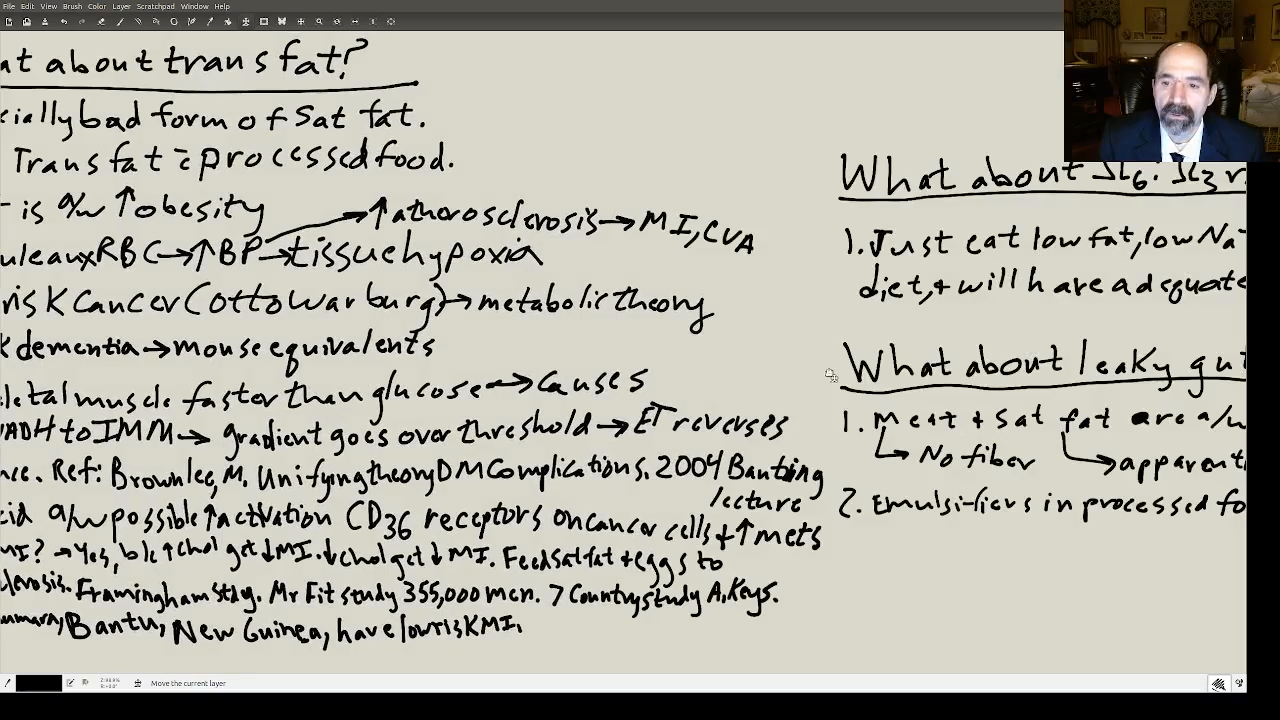 File Edit View Brush Color Layer Scratchpad Window Help
at about trans fat?
cially bad form of Sat fat.
Trans fat = processed food.
is a/w ↑ obesity
↑ atherosclerosis → MI, CVA
uleaux RBC → ↑ BP → tissue hypoxia
risk Cancer (Otto Warburg) → metabolic theory
k dementia → mouse equivalents
letal muscle faster than glucose → Causes
NADH to IMM → gradient goes over threshold → ET reverses
nce. Ref: Brownlee, M. Unifying theory DM Complications. 2004 Banting
lecture
cid a/w possible ↑ activation CD36 receptors on cancer cells + ↑ mets
MI? → Yes, b/c ↑ Chol get ↓ MI. ↓ Chol get ↓ MI. Feed sat fat + eggs to
clerosis. Framingham Stdy. Mr Fit study 355,000 men. 7 Country study A. Keys.
umara, Bantu, New Guinea, have low risk MI.
What about Ω6: Ω3 r
1. Just eat low fat, low Na
diet, + will have adequate
What about leaky gut
1. Meat + Sat fat are a/w
↳ No fiber ↳ apparent
2. Emulsifiers in processed fo
Move the current layer